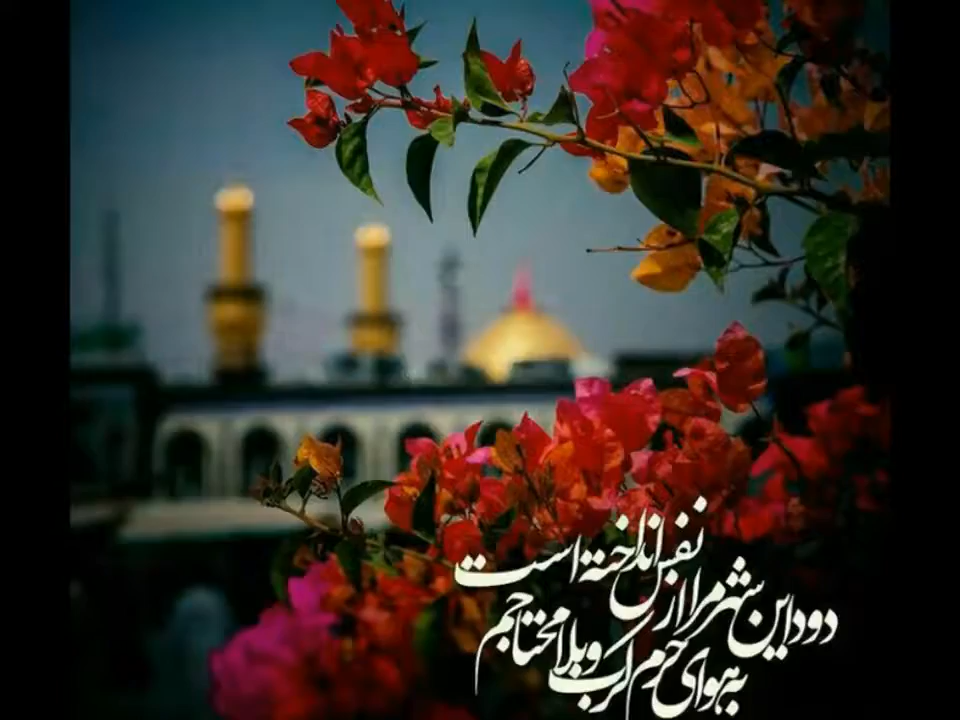 دود این شهر مرا از نفس انداخته است
به هوای حرم کرب و بلا محتاجم